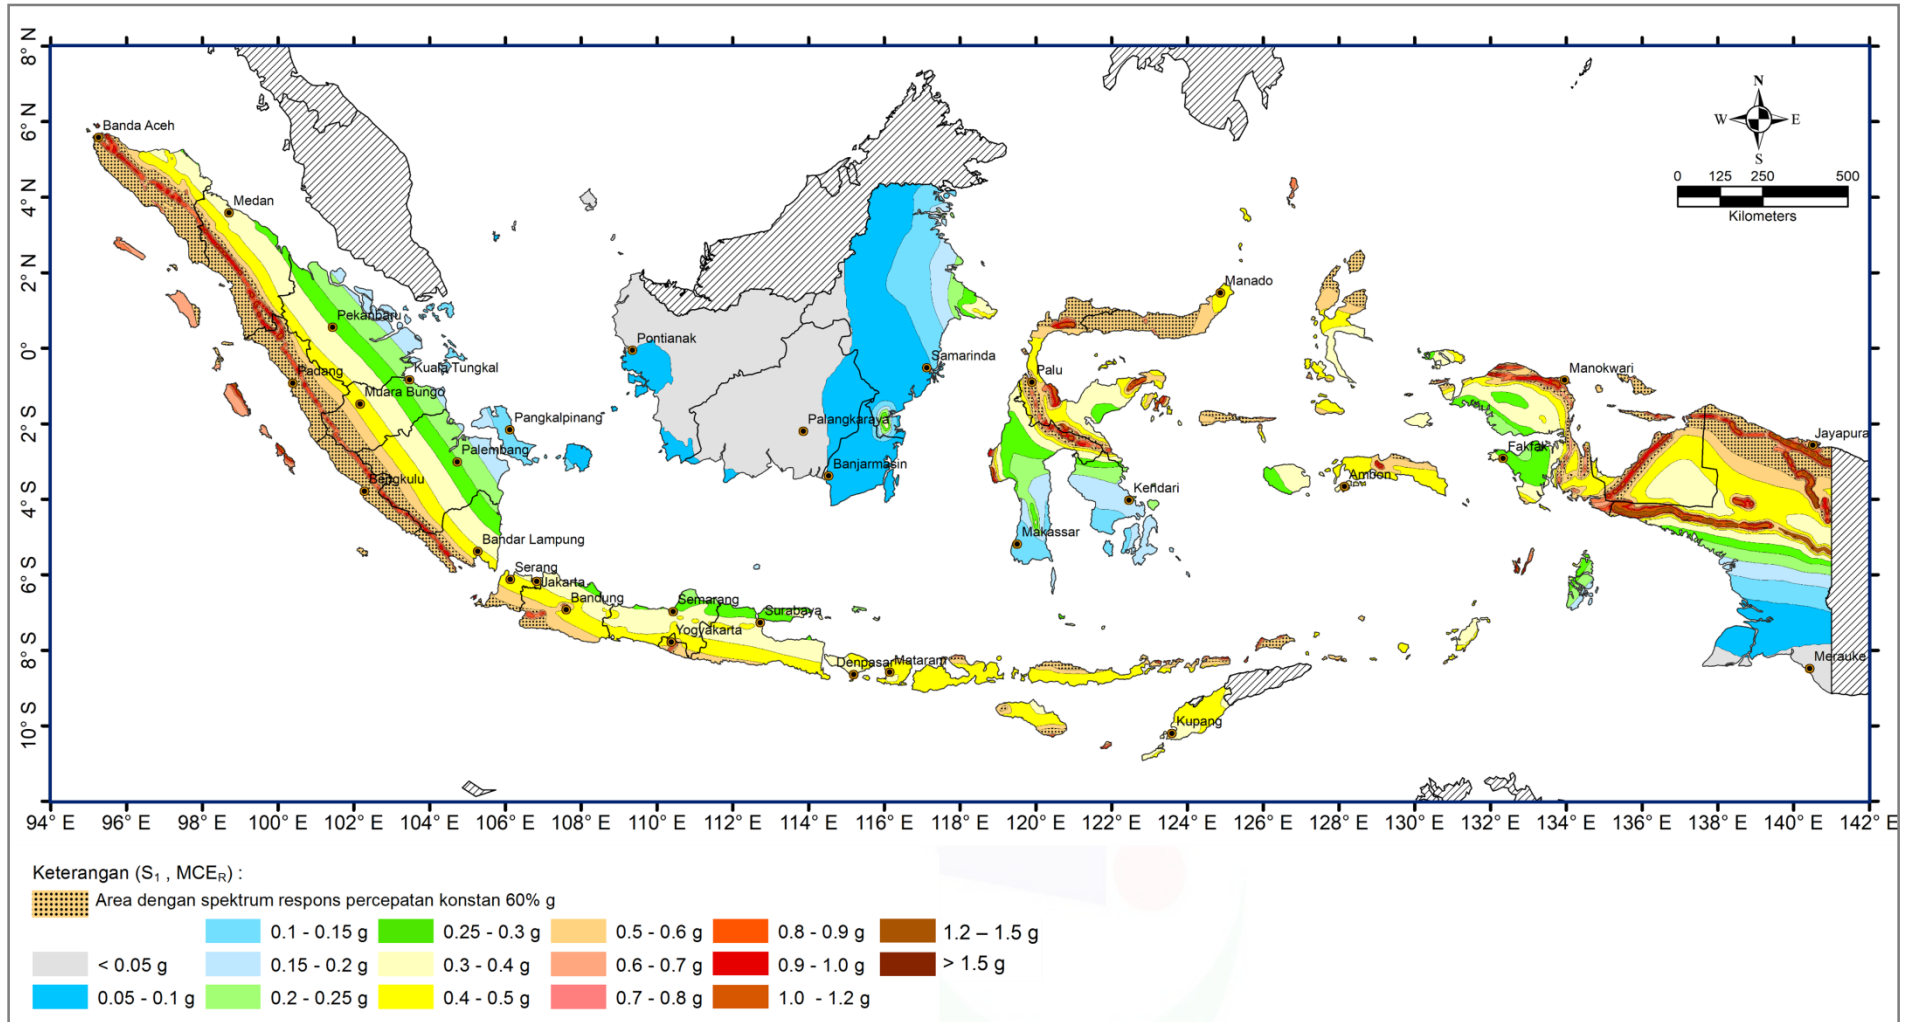 8° N
6° N
4° N
2° N
0°
2° S
4° S
6° S
8° S
10° S
N
W
E
S
0 125 250 500
Kilometers
Banda Aceh
Medan
Pekanbaru
Kuala Tungkal
Padang
Muara Bungo
Pangkalpinang
Palembang
Bengkulu
Bandar Lampung
Serang
Jakarta
Bandung
Semarang
Surabaya
Yogyakarta
Denpasar
Mataram
Kupang
Pontianak
Samarinda
Palangkaraya
Banjarmasin
Manado
Palu
Kendari
Makassar
Ambon
Fakfak
Manokwari
Jayapura
Merauke
94° E 96° E 98° E 100° E 102° E 104° E 106° E 108° E 110° E 112° E 114° E 116° E 118° E 120° E 122° E 124° E 126° E 128° E 130° E 132° E 134° E 136° E 138° E 140° E 142° E
Keterangan (S₁ , MCEᵣ) :
Area dengan spektrum respons percepatan konstan 60% g
0.1 - 0.15 g 0.25 - 0.3 g 0.5 - 0.6 g 0.8 - 0.9 g 1.2 – 1.5 g
< 0.05 g 0.15 - 0.2 g 0.3 - 0.4 g 0.6 - 0.7 g 0.9 - 1.0 g > 1.5 g
0.05 - 0.1 g 0.2 - 0.25 g 0.4 - 0.5 g 0.7 - 0.8 g 1.0 - 1.2 g